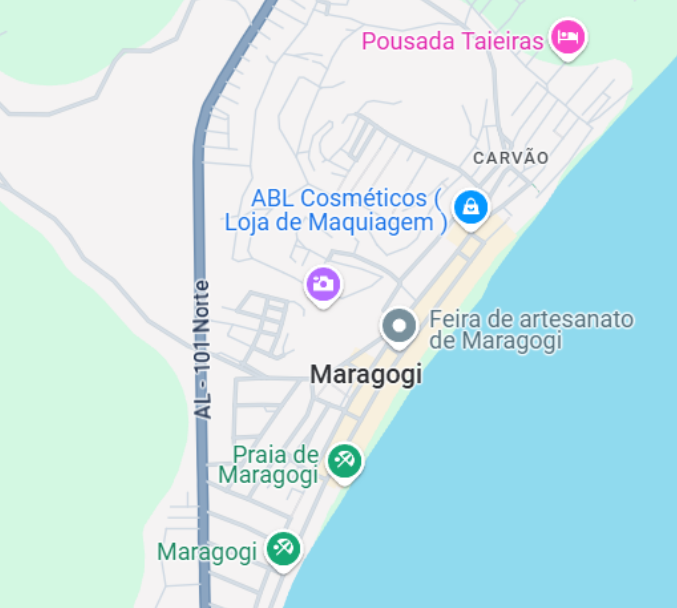 Pousada Taieiras
CARVÃO
ABL Cosméticos (
Loja de Maquiagem )
AL - 101 Norte
Feira de artesanato
de Maragogi
Maragogi
Praia de
Maragogi
Maragogi